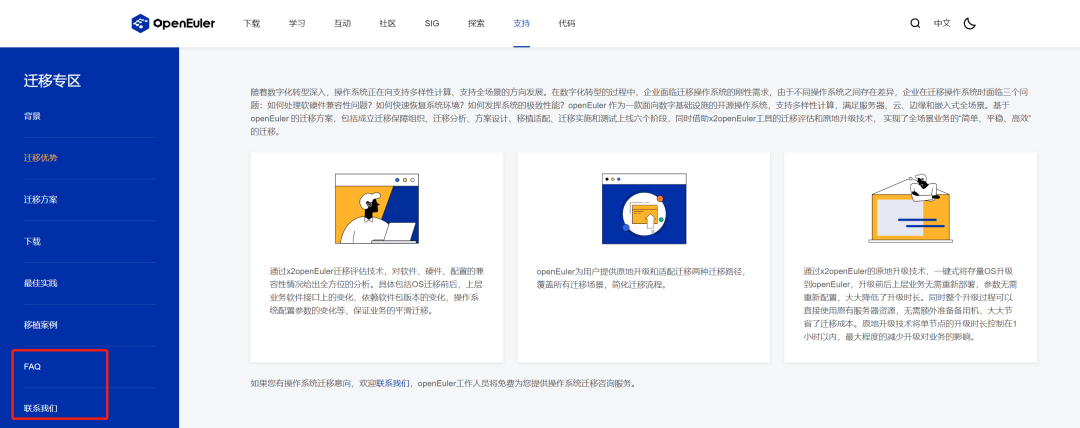 OpenEuler
下载 学习 互动 社区 SIG 探索 支持 代码
中文
迁移专区
背景
迁移优势
迁移方案
下载
最佳实践
移植案例
FAQ
联系我们
随着数字化转型深入，操作系统正在向支持多样性计算、支持全场景的方向发展。在数字化转型的过程中，企业面临迁移操作系统的刚性需求，由于不同操作系统之间存在差异，企业在迁移操作系统时面临三个问
题：如何处理软硬件兼容性问题？如何快速恢复系统环境？如何发挥系统的极致性能？openEuler 作为一款面向数字基础设施的开源操作系统，支持多样性计算，满足服务器、云、边缘和嵌入式全场景。基于
openEuler 的迁移方案，包括成立迁移保障组织、迁移分析、方案设计、移植适配、迁移实施和测试上线六个阶段，同时借助x2openEuler工具的迁移评估和原地升级技术， 实现了全场景业务的“简单、平稳、高效”
的迁移。
通过x2openEuler迁移评估技术，对软件、硬件、配置的兼
容性情况给出全方位的分析。具体包括OS迁移前后，上层
业务软件接口上的变化，依赖软件包版本的变化，操作系
统配置参数的变化等，保证业务的平滑迁移。
openEuler为用户提供原地升级和适配迁移两种迁移路径，
覆盖所有迁移场景，简化迁移流程。
通过x2openEuler的原地升级技术，一键式将存量OS升级
到openEuler，升级前后上层业务无需重新部署，参数无需
重新配置，大大降低了升级时长。同时整个升级过程可以
直接使用原有服务器资源，无需额外准备备用机，大大节
省了迁移成本。原地升级技术将单节点的升级时长控制在1
小时以内，最大程度的减少升级对业务的影响。
如果您有操作系统迁移意向，欢迎联系我们，openEuler工作人员将免费为您提供操作系统迁移咨询服务。